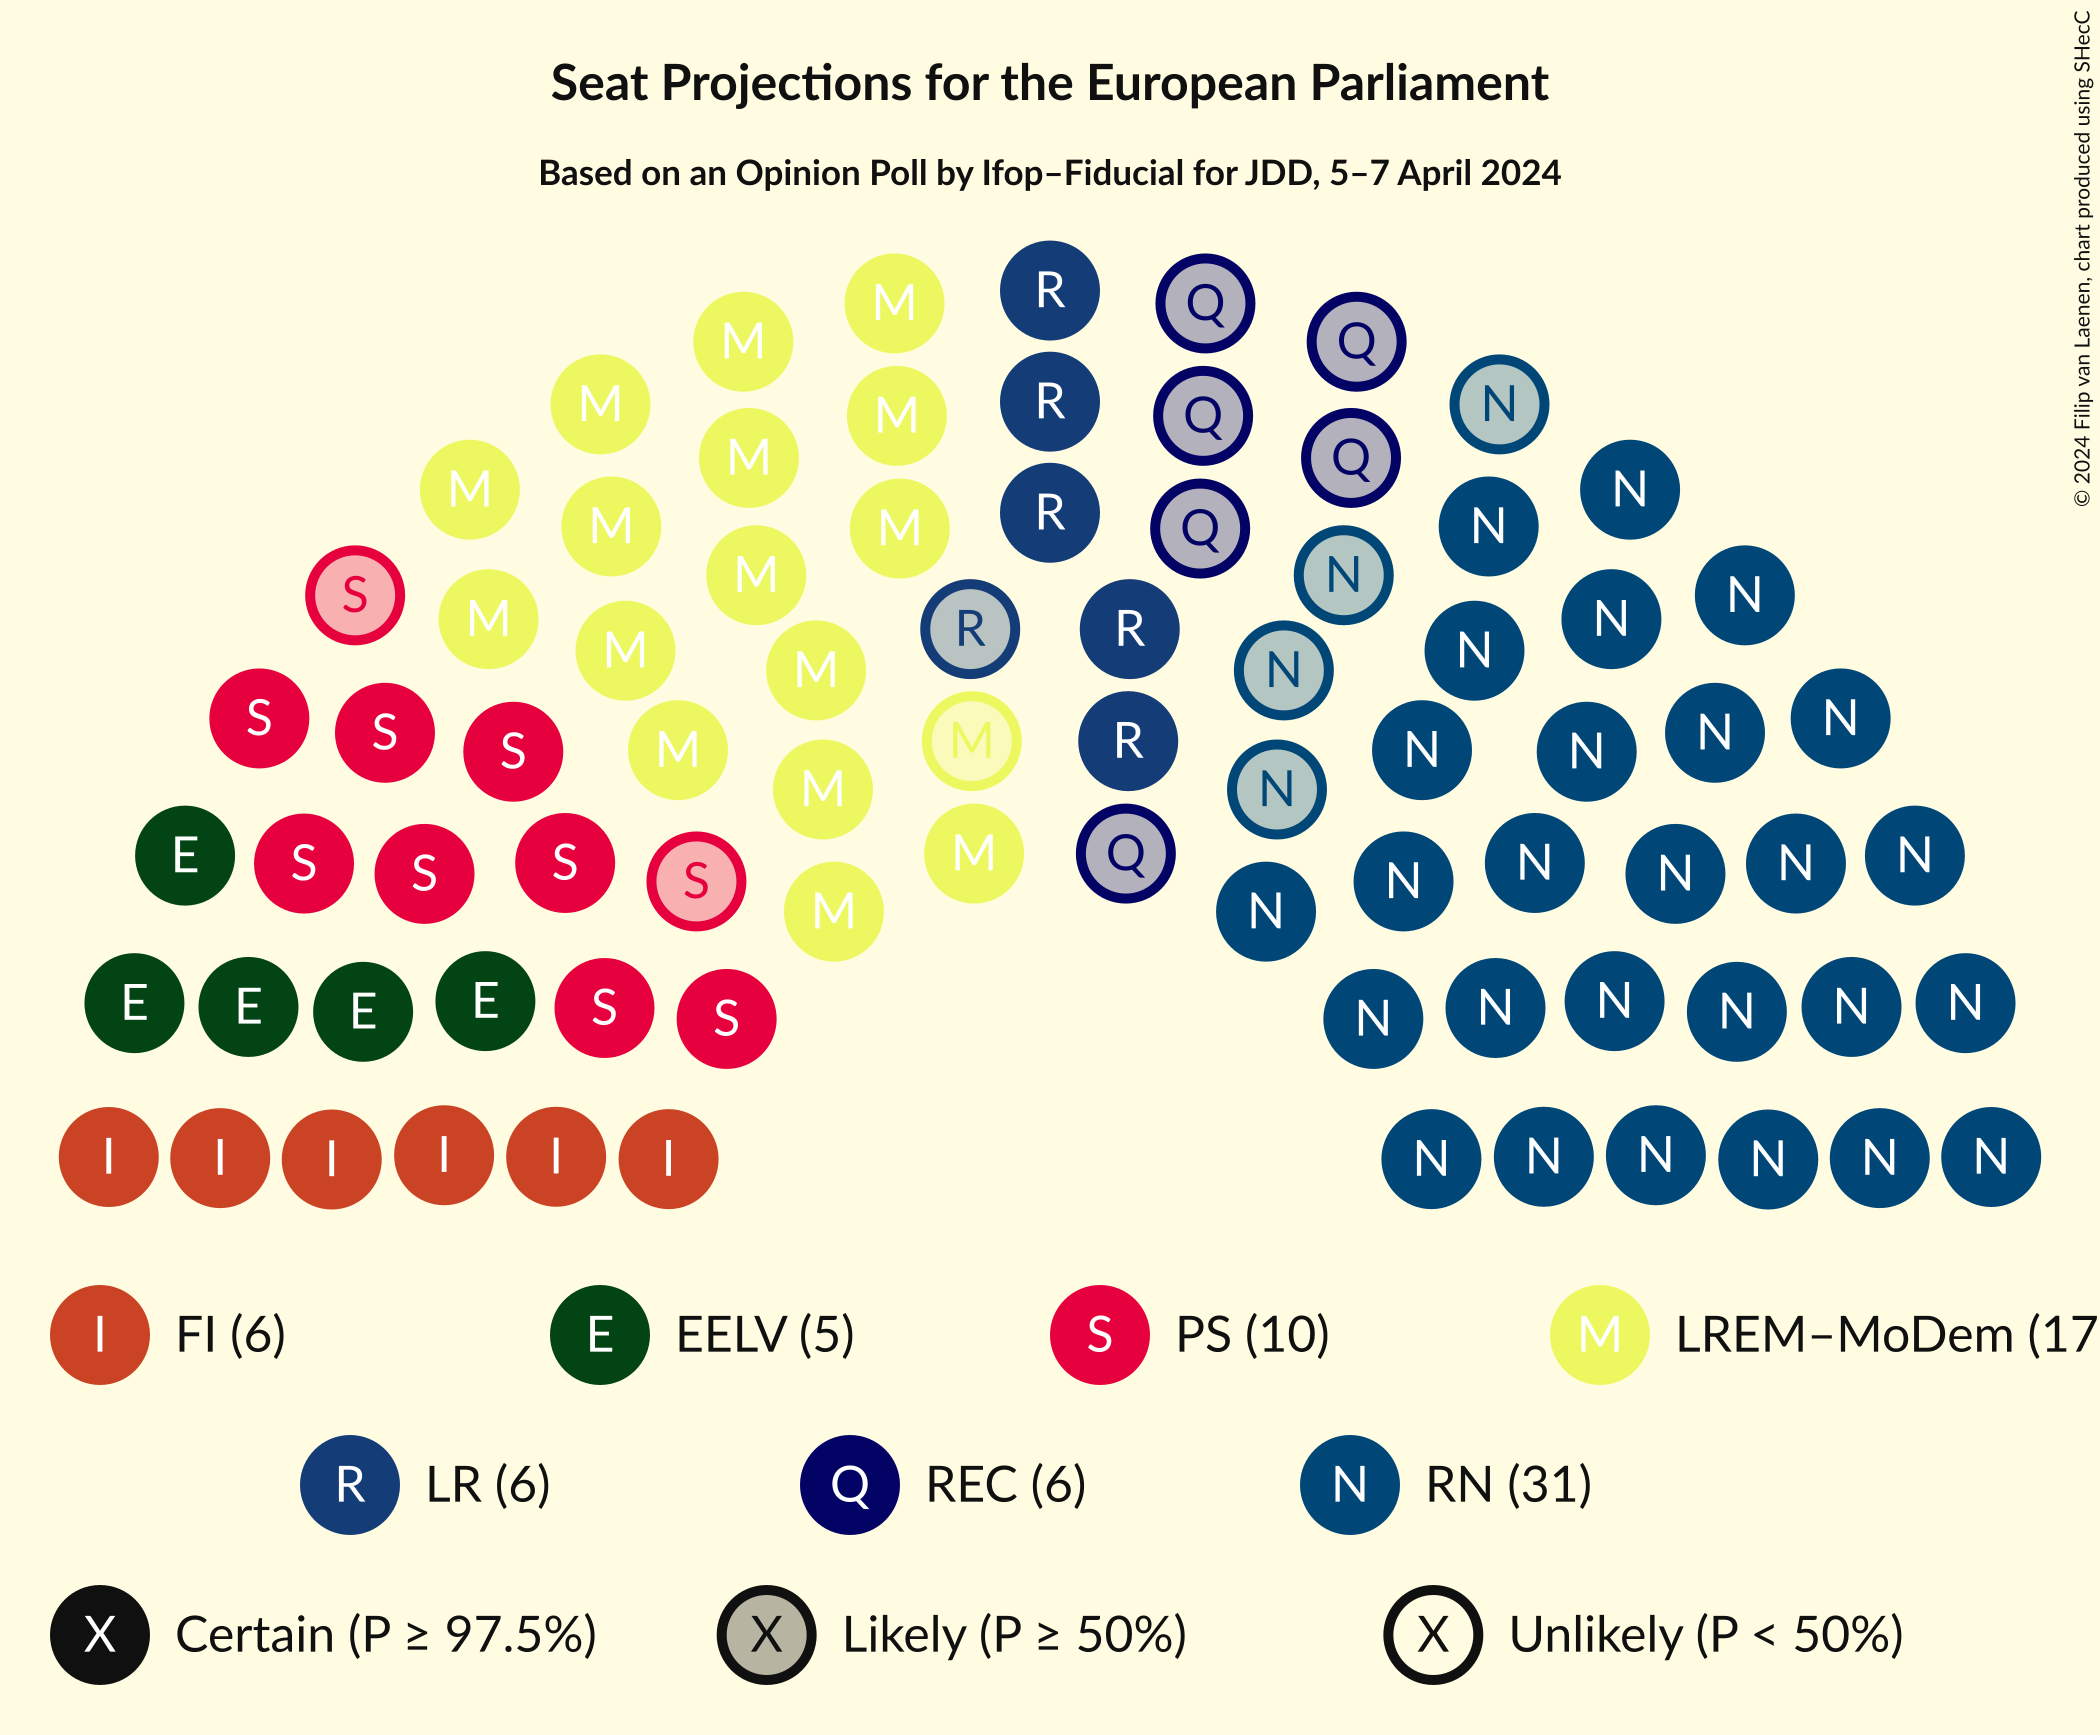 Seat Projections for the European Parliament
Based on an Opinion Poll by Ifop–Fiducial for JDD, 5–7 April 2024
© 2024 Filip van Laenen, chart produced using SHecC
R
M Q
M Q
R
M N
M Q
M Q
M N
R
M N
M Q
M N
S N
M N
R R
M N
M N
S N
S N
M R
M N
S N
M N
E N
M Q
S S N N
S N
S N
M N
E N
E S N N
E N
E N
S N
I I I I I I N N N N N N
I FI (6) E EELV (5) S PS (10) M LREM–MoDem (17
R LR (6) Q REC (6) N RN (31)
X Certain (P ≥ 97.5%) X Likely (P ≥ 50%) X Unlikely (P < 50%)